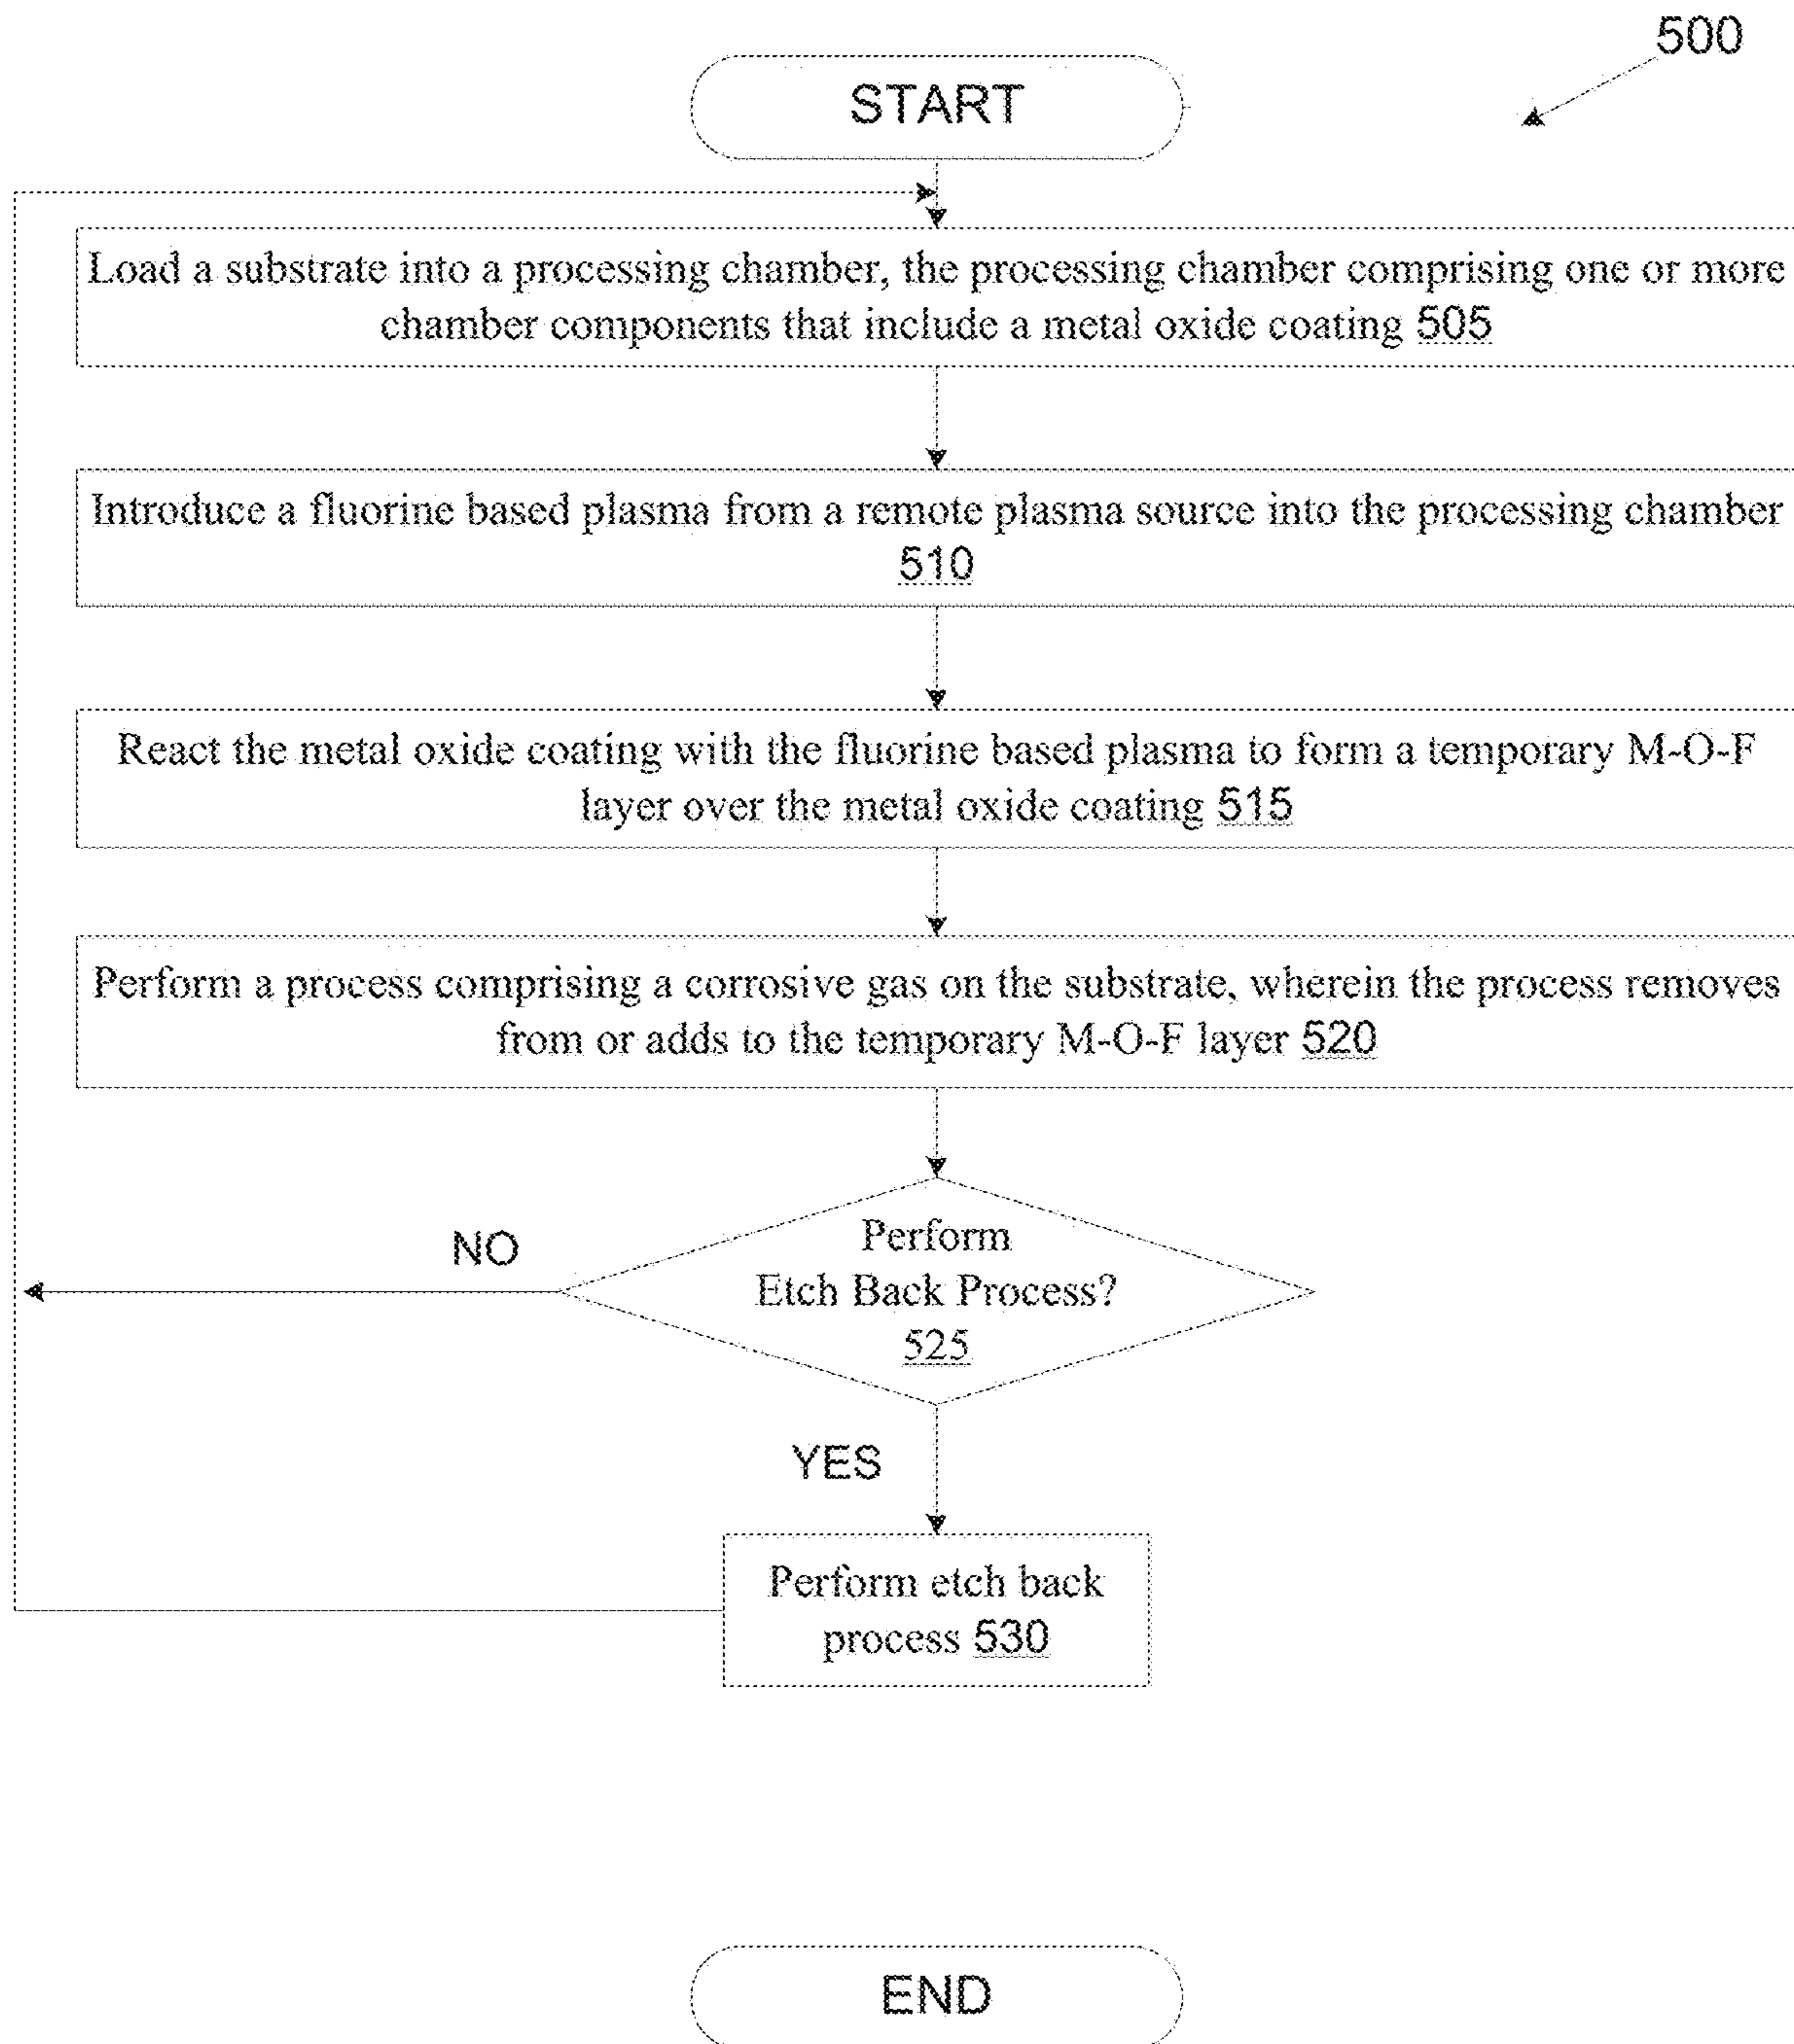 500
START
Load a substrate into a processing chamber, the processing chamber comprising one or more
chamber components that include a metal oxide coating 505
Introduce a fluorine based plasma from a remote plasma source into the processing chamber
510
React the metal oxide coating with the fluorine based plasma to form a temporary M-O-F
layer over the metal oxide coating 515
Perform a process comprising a corrosive gas on the substrate, wherein the process removes
from or adds to the temporary M-O-F layer 520
NO
Perform
Etch Back Process?
525
YES
Perform etch back
process 530
END